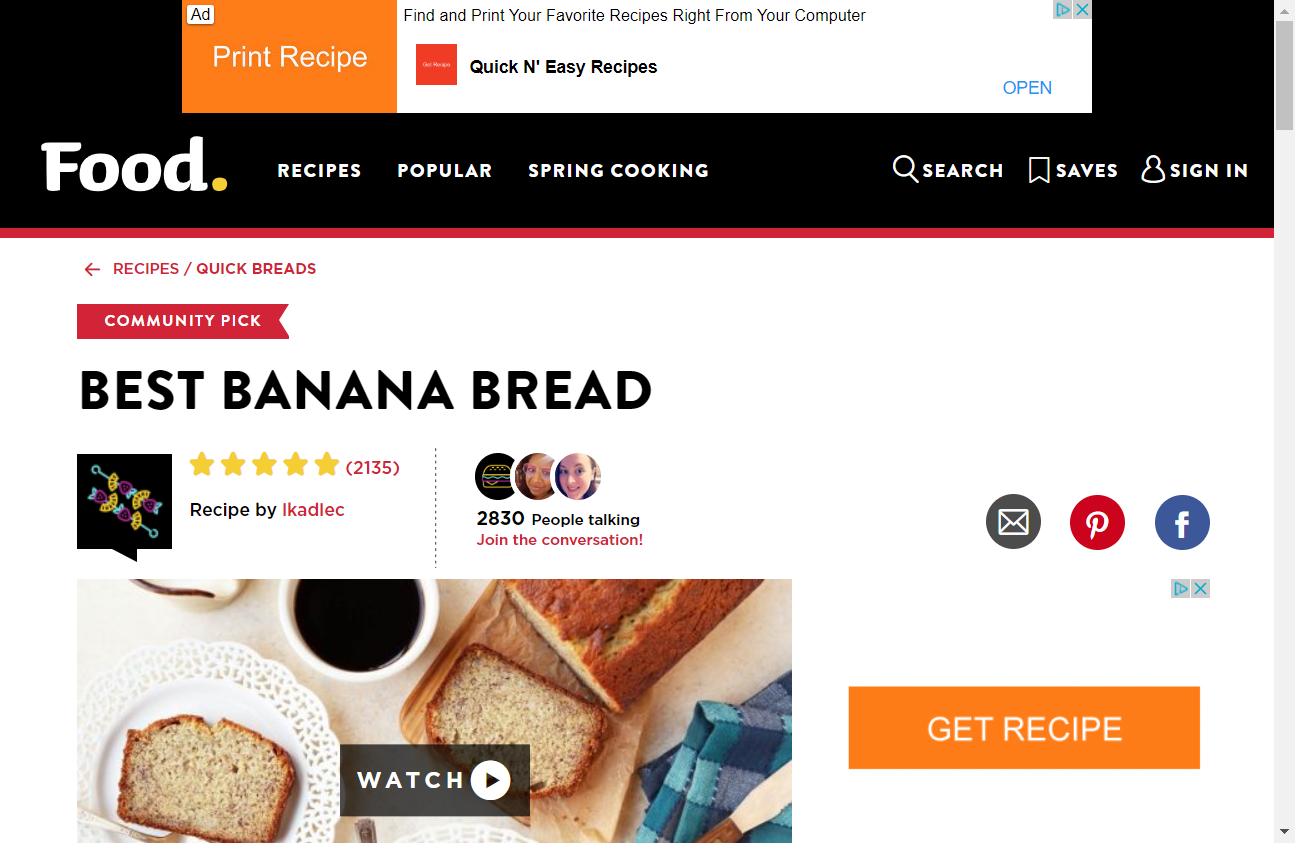 Ad
Find and Print Your Favorite Recipes Right From Your Computer
Print Recipe
Get Recipe
Quick N' Easy Recipes
OPEN
Food.
RECIPES
POPULAR
SPRING COOKING
SEARCH
SAVES
SIGN IN
RECIPES / QUICK BREADS
COMMUNITY PICK
BEST BANANA BREAD
(2135)
Recipe by lkadlec
2830 People talking
Join the conversation!
GET RECIPE
WATCH